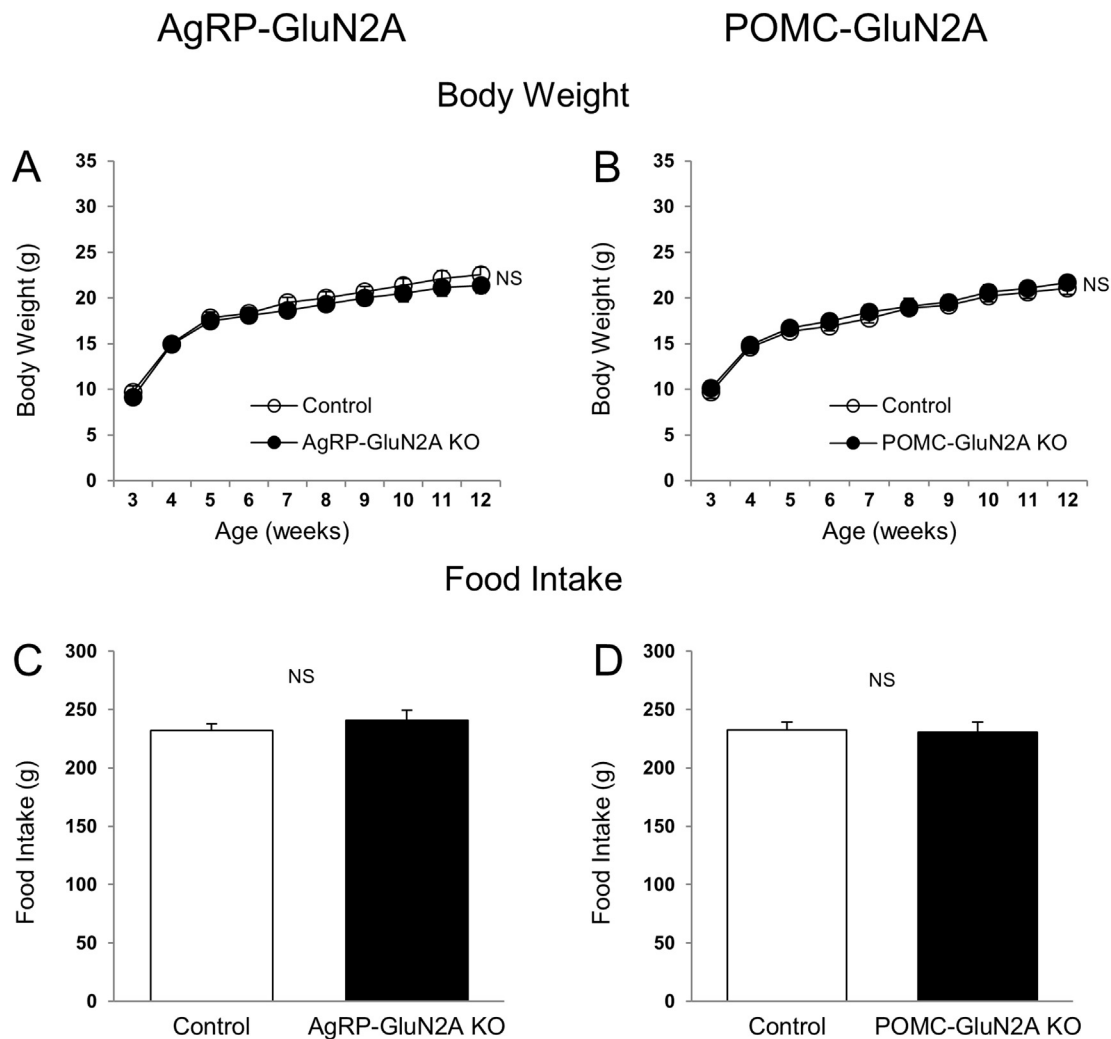 AgRP-GluN2A
POMC-GluN2A
Body Weight
A
35
30
25
20
15
10
5
0
Body Weight (g)
NS
Control
AgRP-GluN2A KO
3 4 5 6 7 8 9 10 11 12
Age (weeks)
B
35
30
25
20
15
10
5
0
Body Weight (g)
NS
Control
POMC-GluN2A KO
3 4 5 6 7 8 9 10 11 12
Age (weeks)
Food Intake
C
300
250
200
150
100
50
0
Food Intake (g)
NS
Control AgRP-GluN2A KO
D
300
250
200
150
100
50
0
Food Intake (g)
NS
Control POMC-GluN2A KO